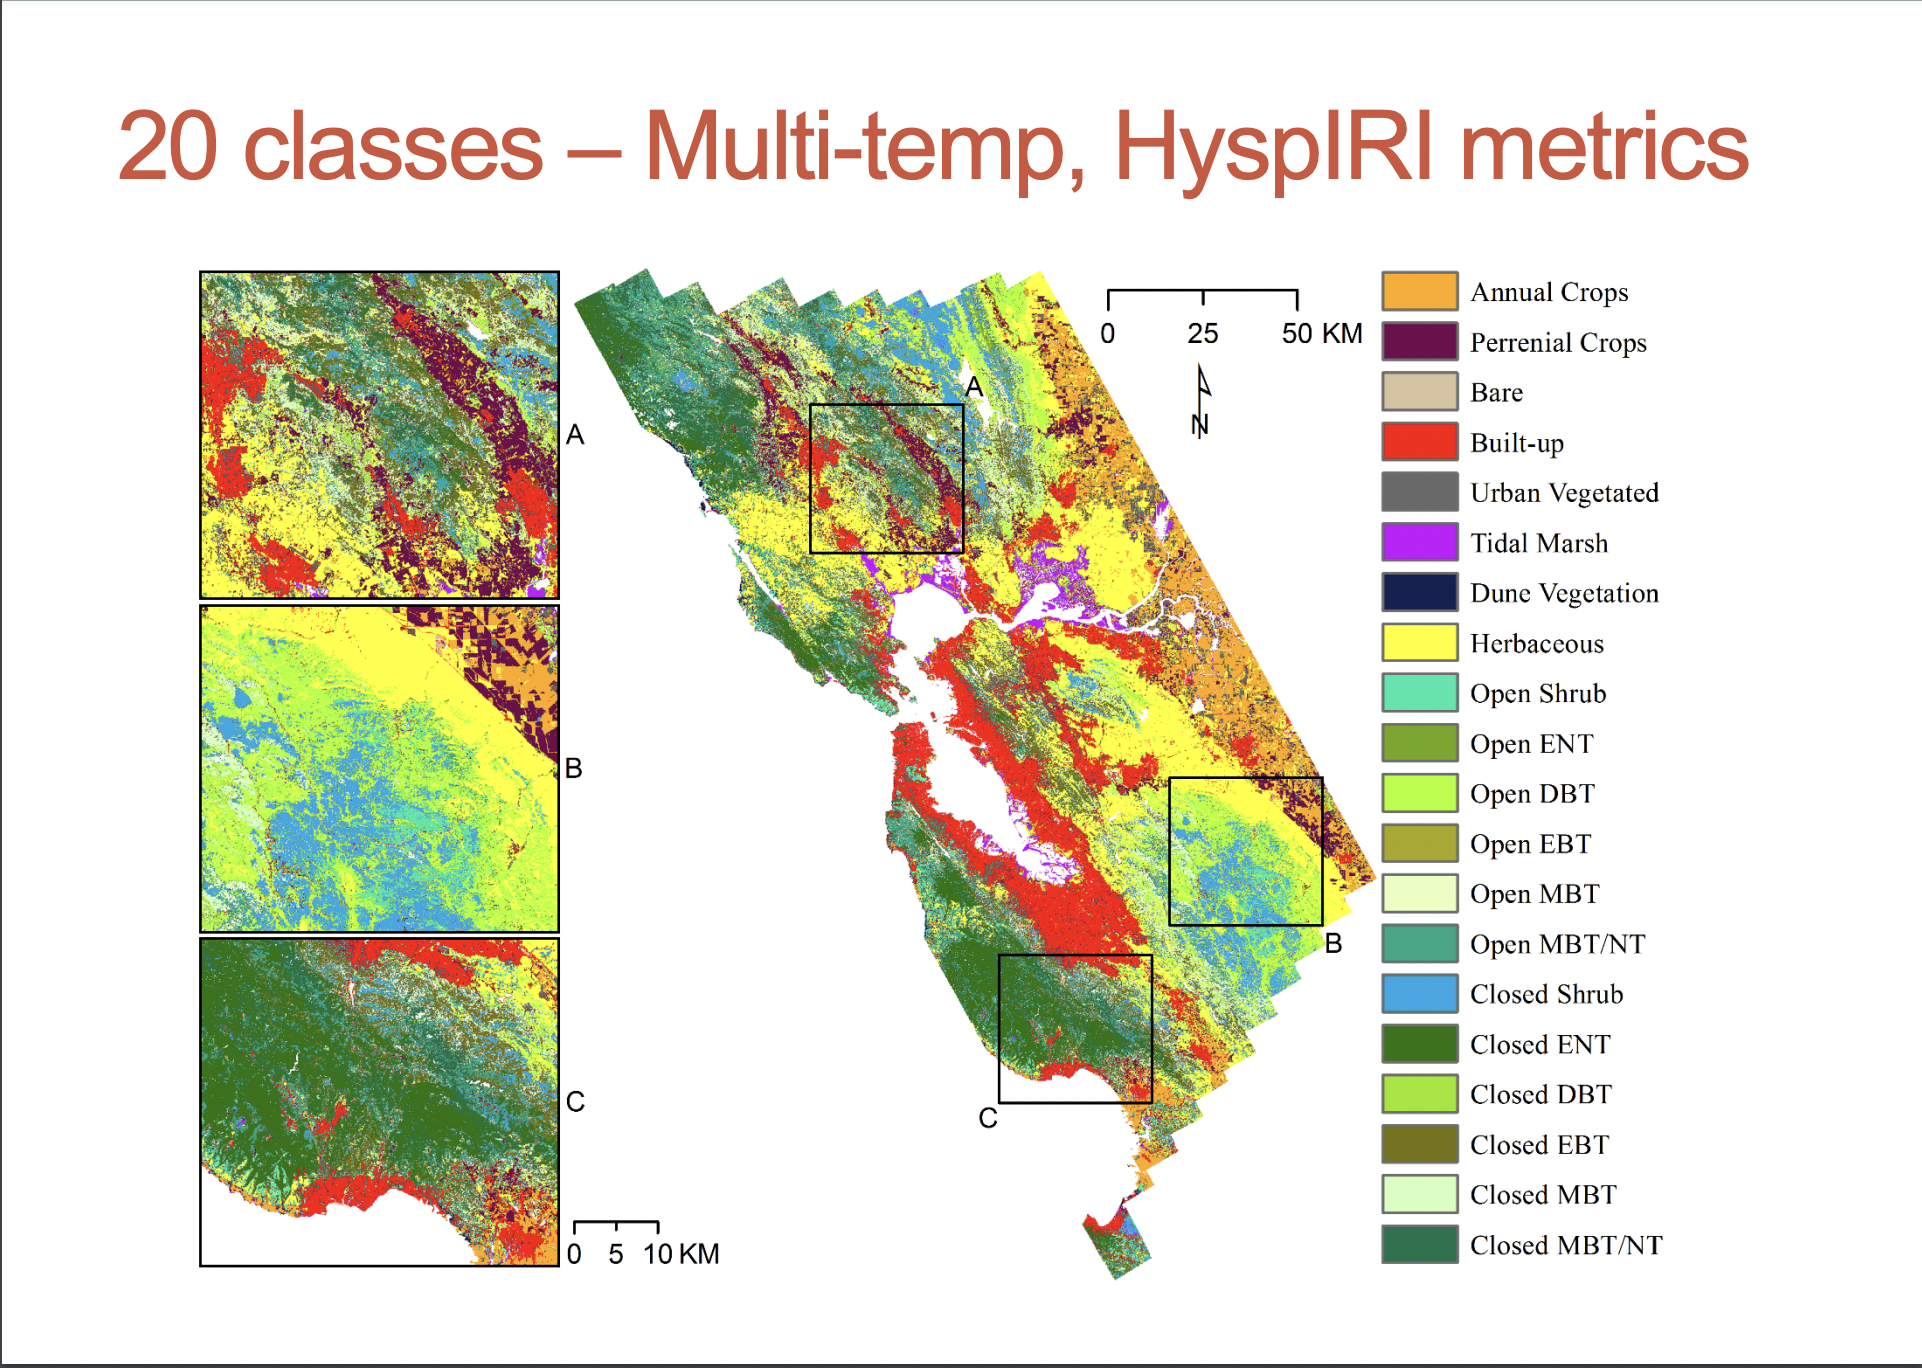 20 classes – Multi-temp, HyspIRI metrics
A
B
C
0 5 10 KM
A
B
C
0 25 50 KM
N
Annual Crops
Perrenial Crops
Bare
Built-up
Urban Vegetated
Tidal Marsh
Dune Vegetation
Herbaceous
Open Shrub
Open ENT
Open DBT
Open EBT
Open MBT
Open MBT/NT
Closed Shrub
Closed ENT
Closed DBT
Closed EBT
Closed MBT
Closed MBT/NT